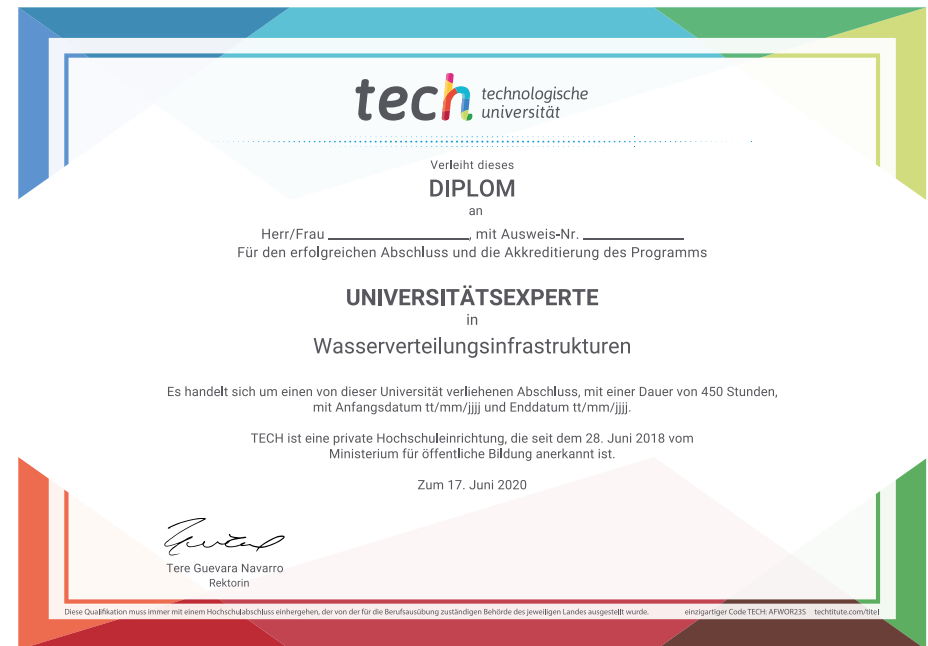 tech technologische
universität
Verleiht dieses
DIPLOM
an
Herr/Frau ____________________, mit Ausweis-Nr. ______________
Für den erfolgreichen Abschluss und die Akkreditierung des Programms
UNIVERSITÄTSEXPERTE
in
Wasserverteilungsinfrastrukturen
Es handelt sich um einen von dieser Universität verliehenen Abschluss, mit einer Dauer von 450 Stunden,
mit Anfangsdatum tt/mm/jjjj und Enddatum tt/mm/jjjj.
TECH ist eine private Hochschuleinrichtung, die seit dem 28. Juni 2018 vom
Ministerium für öffentliche Bildung anerkannt ist.
Zum 17. Juni 2020
Tere Guevara Navarro
Rektorin
Diese Qualifikation muss immer mit einem Hochschulabschluss einhergehen, der von der für die Berufsausübung zuständigen Behörde des jeweiligen Landes ausgestellt wurde. einzigartiger Code TECH: AFWOR23S techtitute.com/titel